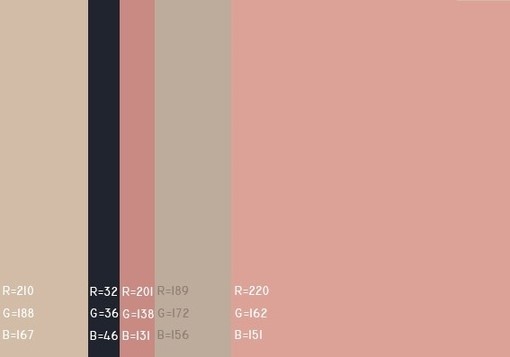 R=210
G=188
B=167
R=32
G=36
B=46
R=201
G=138
B=131
R=189
G=172
B=156
R=220
G=162
B=151